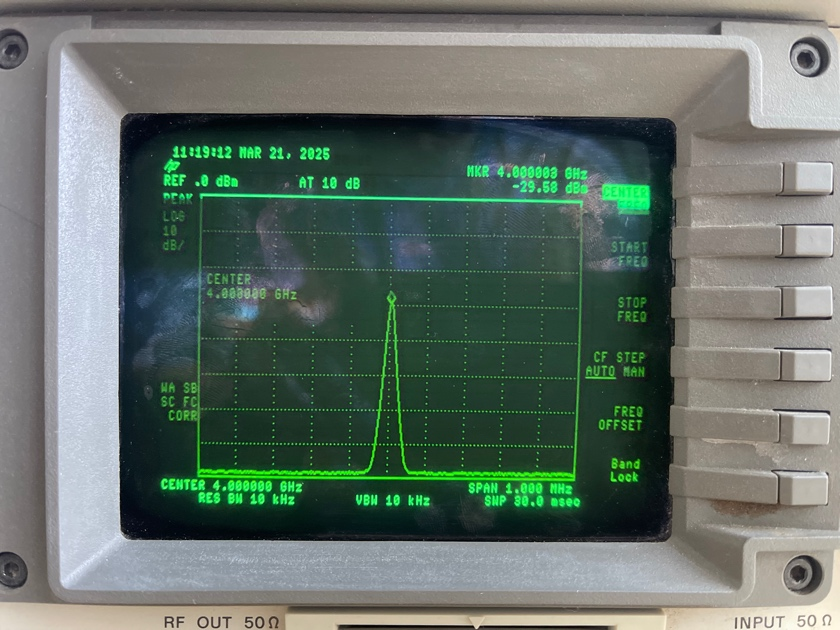 11:19:12 MAR 21, 2025
hp
REF .0 dBm AT 10 dB
MKR 4.000003 GHz
-29.58 dBm
PEAK
LOG
10
dB/
CENTER
4.000000 GHz
WA SB
SC FC
CORR
CENTER 4.000000 GHz
RES BW 10 kHz
VBW 10 kHz
SPAN 1.000 MHz
SWP 30.0 msec
CENTER
FREQ
START
FREQ
STOP
FREQ
CF STEP
AUTO MAN
FREQ
OFFSET
Band
Lock
RF OUT 50Ω
INPUT 50Ω